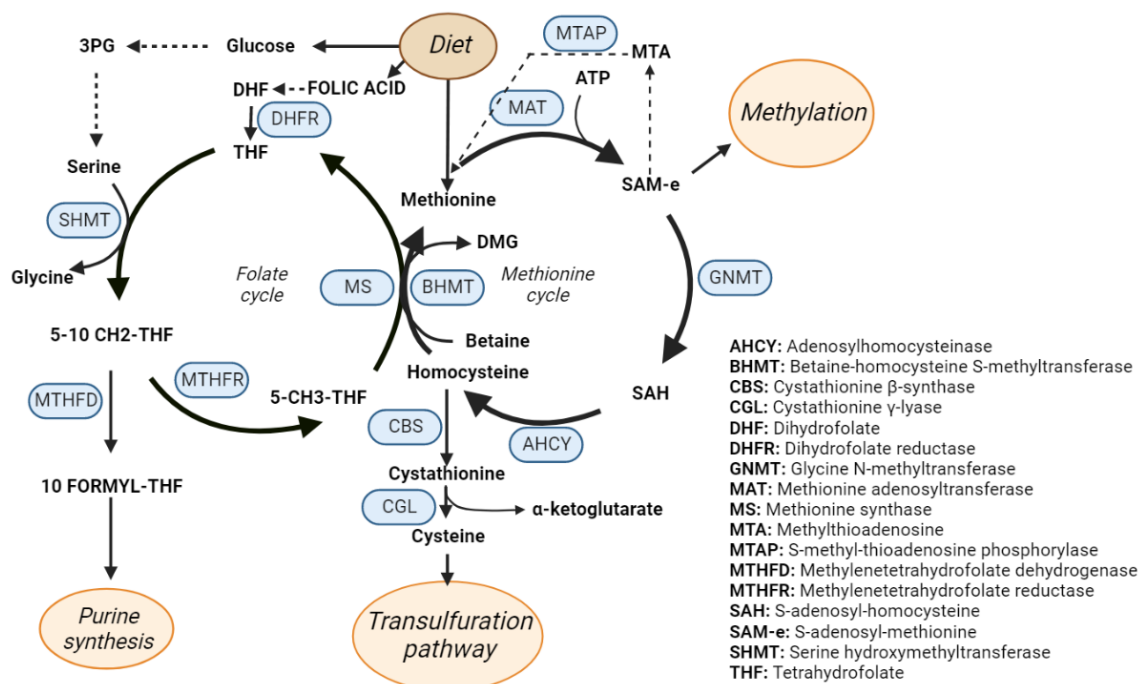 3PG
Glucose
Diet
MTAP
MTA
ATP
DHF
FOLIC ACID
DHFR
MAT
Methylation
THF
Serine
SAM-e
Methionine
SHMT
DMG
Glycine
Folate
cycle
MS
BHMT
Methionine
cycle
GNMT
5-10 CH2-THF
Betaine
Homocysteine
MTHFR
MTHFD
5-CH3-THF
SAH
CBS
AHCY
Cystathionine
10 FORMYL-THF
CGL
α-ketoglutarate
Cysteine
Purine
synthesis
Transulfuration
pathway
AHCY: Adenosylhomocysteinase
BHMT: Betaine-homocysteine S-methyltransferase
CBS: Cystathionine β-synthase
CGL: Cystathionine γ-lyase
DHF: Dihydrofolate
DHFR: Dihydrofolate reductase
GNMT: Glycine N-methyltransferase
MAT: Methionine adenosyltransferase
MS: Methionine synthase
MTA: Methylthioadenosine
MTAP: S-methyl-thioadenosine phosphorylase
MTHFD: Methylenetetrahydrofolate dehydrogenase
MTHFR: Methylenetetrahydrofolate reductase
SAH: S-adenosyl-homocysteine
SAM-e: S-adenosyl-methionine
SHMT: Serine hydroxymethyltransferase
THF: Tetrahydrofolate